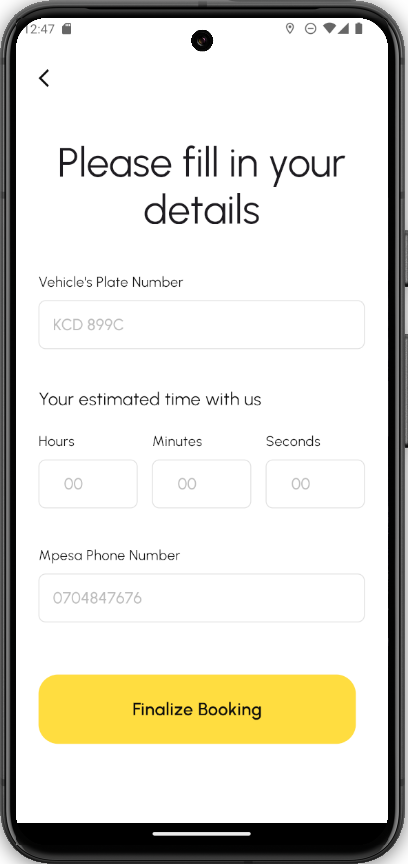 12:47
Please fill in your
details
Vehicle's Plate Number
KCD 899C
Your estimated time with us
Hours Minutes Seconds
00 00 00
Mpesa Phone Number
0704847676
Finalize Booking